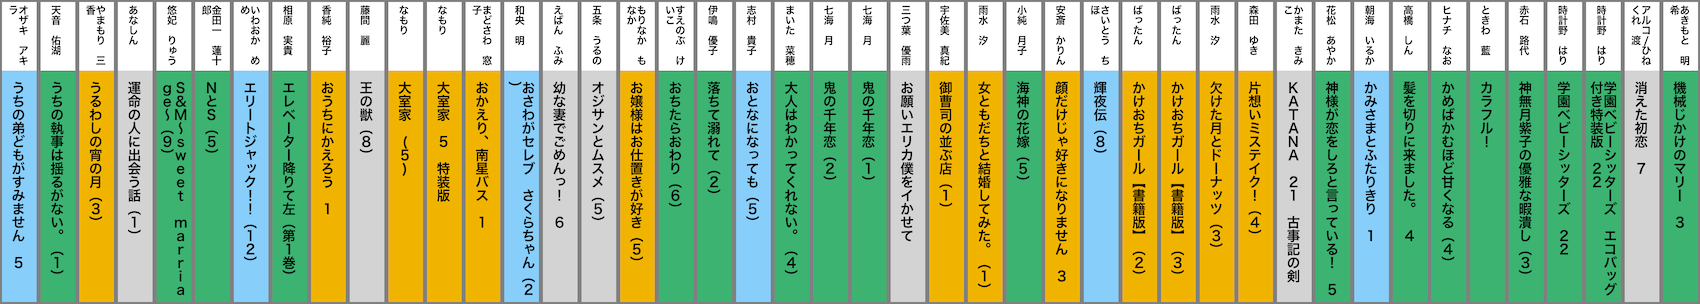 あきもと 明
希
機械じかけのマリー 3
アルコ/ひね
くれ 渡
消えた初恋 7
時計野 はり
学園ベビーシッターズ エコバッグ
付き特装版 22
時計野 はり
学園ベビーシッターズ 22
赤石 路代
神無月紫子の優雅な暇潰し(3)
ときわ 藍
カラフル!
ヒナチ なお
かめばかむほど甘くなる(4)
高橋 しん
髪を切りに来ました。 4
朝海 いるか
かみさまとふたりきり 1
花松 あやか
神様が恋をしろと言っている! 5
かまた きみ
こ
KATANA 21 古事記の剣
森田 ゆき
片想いミステイク!(4)
雨水 汐
欠けた月とドーナッツ(3)
ばったん
かけおちガール【書籍版】(3)
ばったん
かけおちガール【書籍版】(2)
さいとう ち
ほ
輝夜伝(8)
安斎 かりん
顔だけじゃ好きになりません 3
小純 月子
海神の花嫁(5)
雨水 汐
女ともだちと結婚してみた。(1)
宇佐美 真紀
御曹司の並ぶ店(1)
三つ葉 優雨
お願いエリカ僕をイかせて
七海 月
鬼の千年恋(1)
七海 月
鬼の千年恋(2)
まいた 菜穂
大人はわかってくれない。(4)
志村 貴子
おとなになっても(5)
伊鳴 優子
落ちて溺れて(2)
すえのぶ け
いこ
おちたらおわり(6)
もりなか も
なか
お嬢様はお仕置きが好き(5)
五条 うるの
オジサンとムスメ(5)
えばん ふみ
幼な妻でごめんっ! 6
和央 明
おさわがセレブ さくらちゃん(2
)
まどさわ 窓
子
おかえり、南星バス 1
なもり
大室家 5 特装版
なもり
大室家 (5)
藤間 麗
王の獣(8)
香純 裕子
おうちにかえろう 1
相原 実貴
エレベーター降りて左(第1巻)
いわおか め
め
エリートジャック!!(12)
金田一 蓮十
郎
NとS(5)
悠妃 りゅう
S&M~sweet marria
ge~(9)
あなしん
運命の人に出会う話(1)
やまもり 三
香
うるわしの宵の月(3)
天音 佑湖
うちの執事は揺るがない。(1)
オザキ アキ
ラ
うちの弟どもがすみません 5